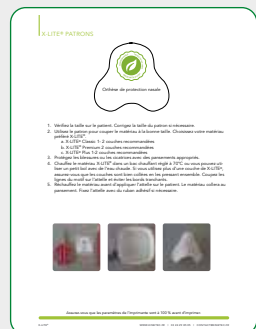 X-LITE® PATRONS
Orthèse de protection nasale
1. Vérifiez la taille sur le patient. Corrigez la taille du patron si nécessaire.
2. Utilisez le patron pour couper le matériau à la bonne taille. Choisissez votre matériau
préféré X-LITE®.
a. X-LITE® Classic 1-2 couches recommandées
b. X-LITE® Premium 2 couches recommandées
c. X-LITE® Plus 1-2 couches recommandées
3. Protégez les blessures ou les cicatrices avec des pansements appropriés.
4. Chauffez le matériau X-LITE® dans un bac chauffant réglé à 70°C ou vous pouvez uti-
liser un petit bol avec de l'eau chaude. Si vous utilisez plus d'une couche de X-LITE®,
assurez-vous que les couches sont bien collées en les pressant ensemble. Coupez les
lignes du motif sur l'attelle et évitez les bords tranchants.
5. Réchauffez le matériau avant d'appliquer l'attelle sur le patient. Le matériau collera au
pansement. Fixez l'attelle avec du ruban adhésif si nécessaire.
Assurez-vous que les paramètres de l'imprimante sont à 100 % avant d'imprimer.
X-LITE®